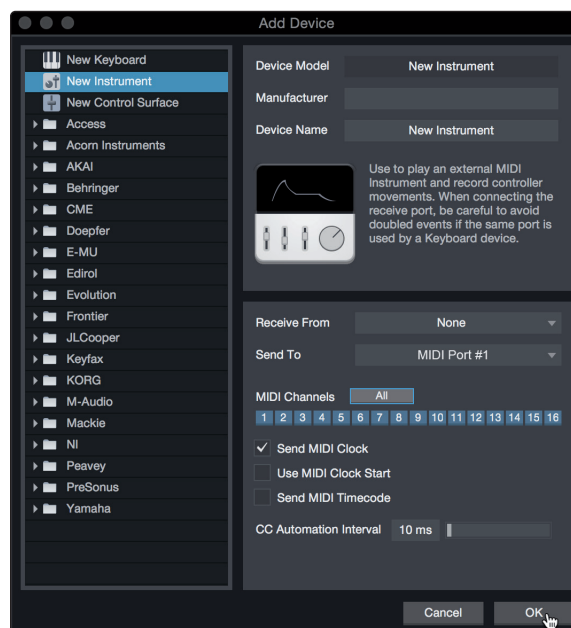 Add Device
New Keyboard
New Instrument
New Control Surface
Access
Acorn Instruments
AKAI
Behringer
CME
Doepfer
E-MU
Edirol
Evolution
Frontier
JLCooper
Keyfax
KORG
M-Audio
Mackie
NI
Peavey
PreSonus
Yamaha
Device Model New Instrument
Manufacturer
Device Name New Instrument
Use to play an external MIDI
Instrument and record controller
movements. When connecting the
receive port, be careful to avoid
doubled events if the same port is
used by a Keyboard device.
Receive From None
Send To MIDI Port #1
MIDI Channels All
1 2 3 4 5 6 7 8 9 10 11 12 13 14 15 16
Send MIDI Clock
Use MIDI Clock Start
Send MIDI Timecode
CC Automation Interval 10 ms
Cancel OK